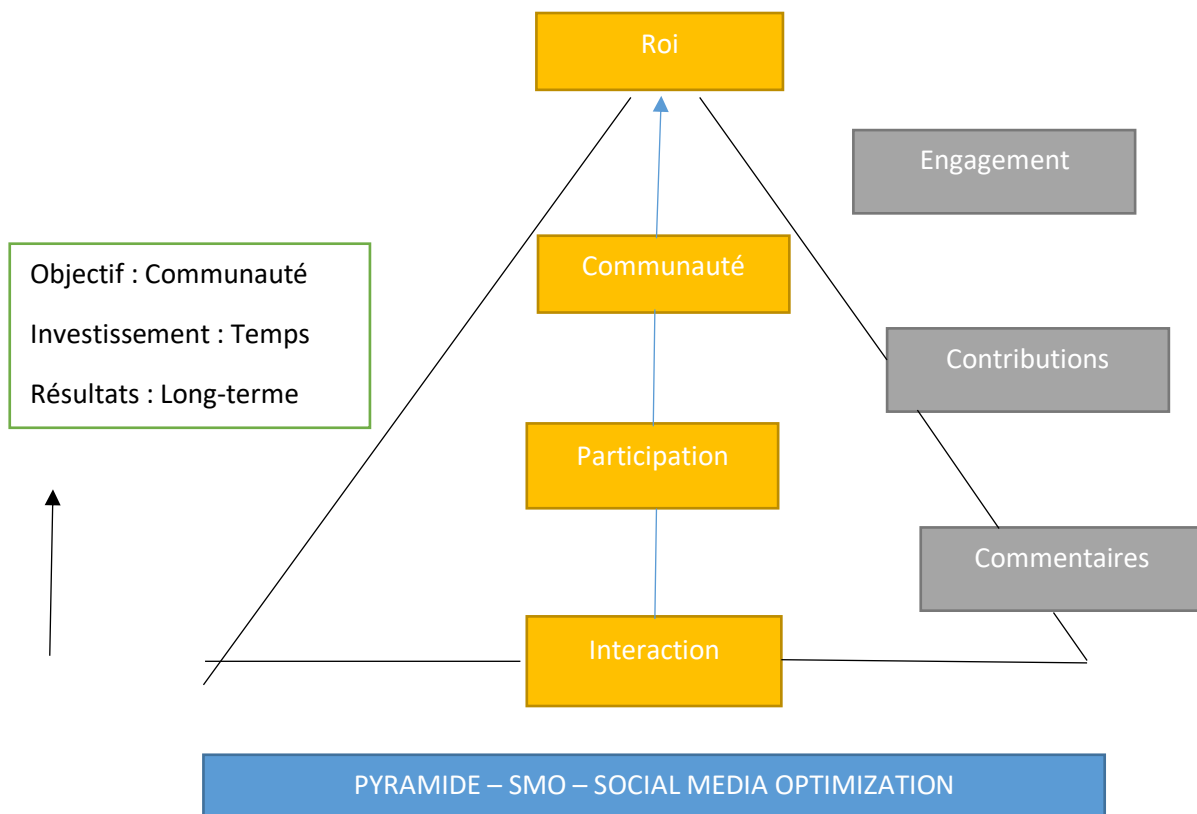 Roi
Engagement
Communauté
Objectif : Communauté
Investissement : Temps
Résultats : Long-terme
Contributions
Participation
Commentaires
Interaction
PYRAMIDE – SMO – SOCIAL MEDIA OPTIMIZATION